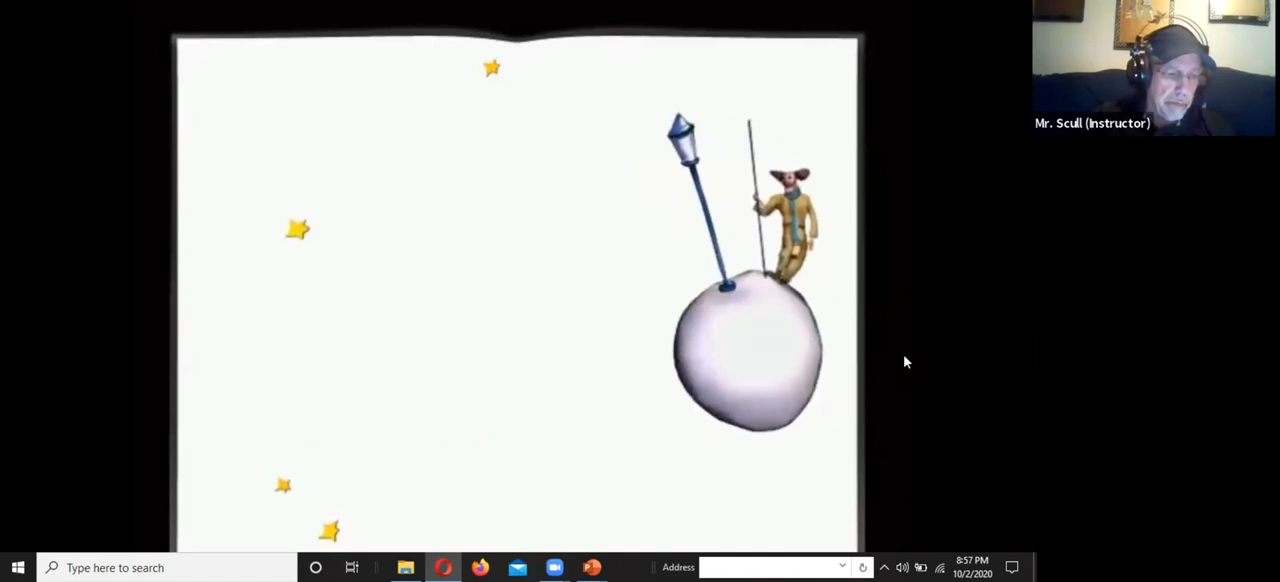 Mr. Scull (Instructor)
Type here to search
Address
8:57 PM
10/2/2020